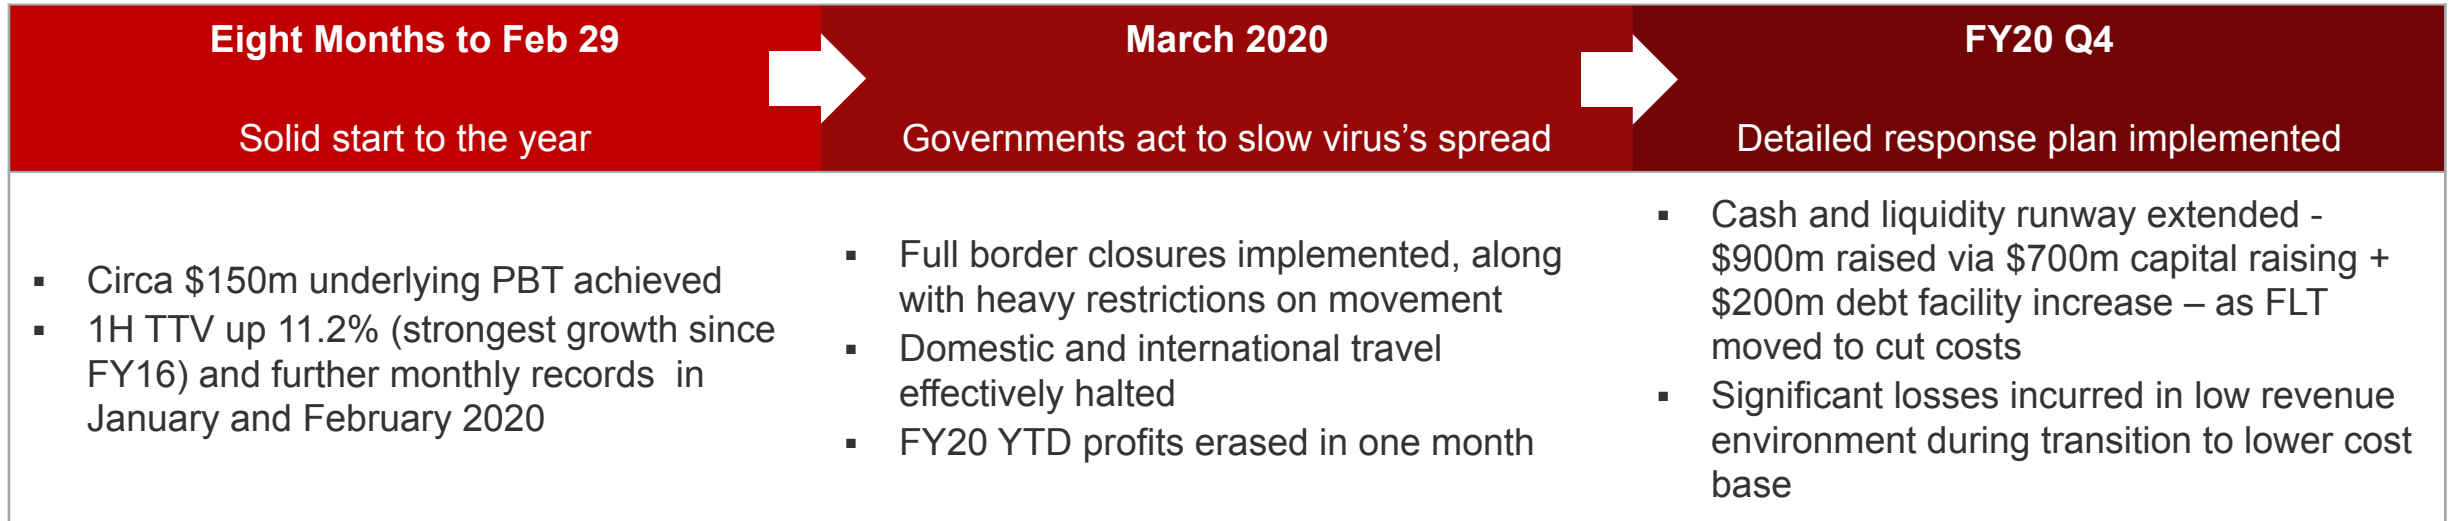 Eight Months to Feb 29
Solid start to the year
▪ Circa $150m underlying PBT achieved
▪ 1H TTV up 11.2% (strongest growth since
FY16) and further monthly records  in
January and February 2020
March 2020
Governments act to slow virus’s spread
▪ Full border closures implemented, along
with heavy restrictions on movement
▪ Domestic and international travel
effectively halted
▪ FY20 YTD profits erased in one month
FY20 Q4
Detailed response plan implemented
▪ Cash and liquidity runway extended -
$900m raised via $700m capital raising +
$200m debt facility increase – as FLT
moved to cut costs
▪ Significant losses incurred in low revenue
environment during transition to lower cost
base